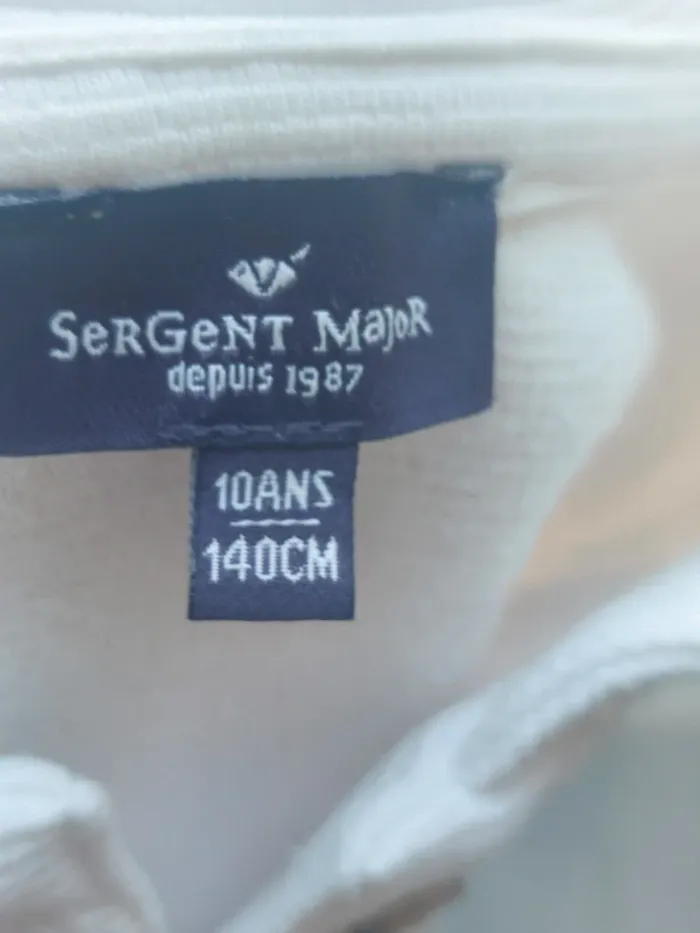 SeRGeNT MajoR
depuis 1987
10ANS
140CM